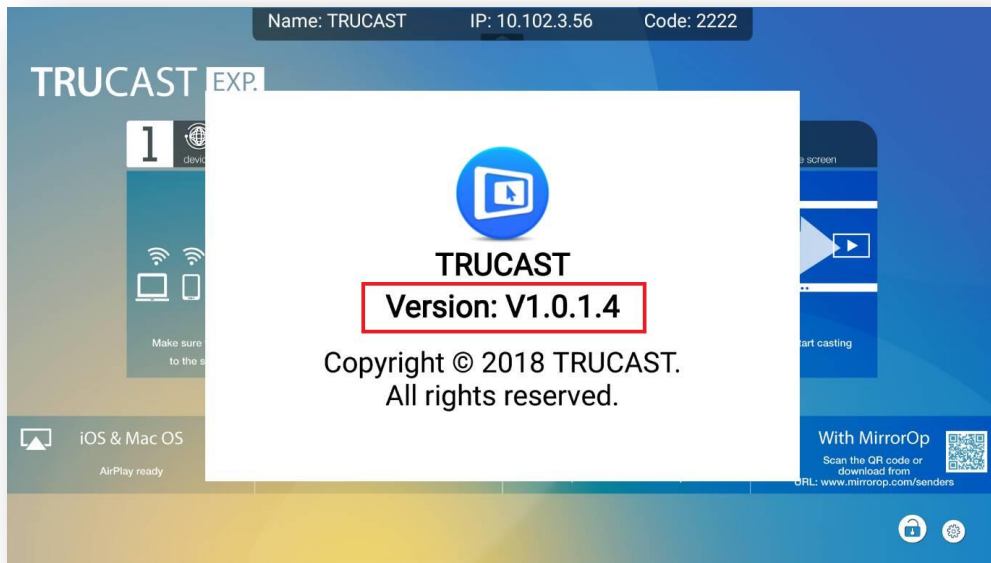 Name: TRUCAST IP: 10.102.3.56 Code: 2222
TRUCAST EXP.
1
screen
TRUCAST
Version: V1.0.1.4
Copyright © 2018 TRUCAST.
All rights reserved.
Make sure
to the
casting
iOS & Mac OS
AirPlay ready
With MirrorOp
Scan the QR code or
download from
URL: www.mirrorop.com/senders